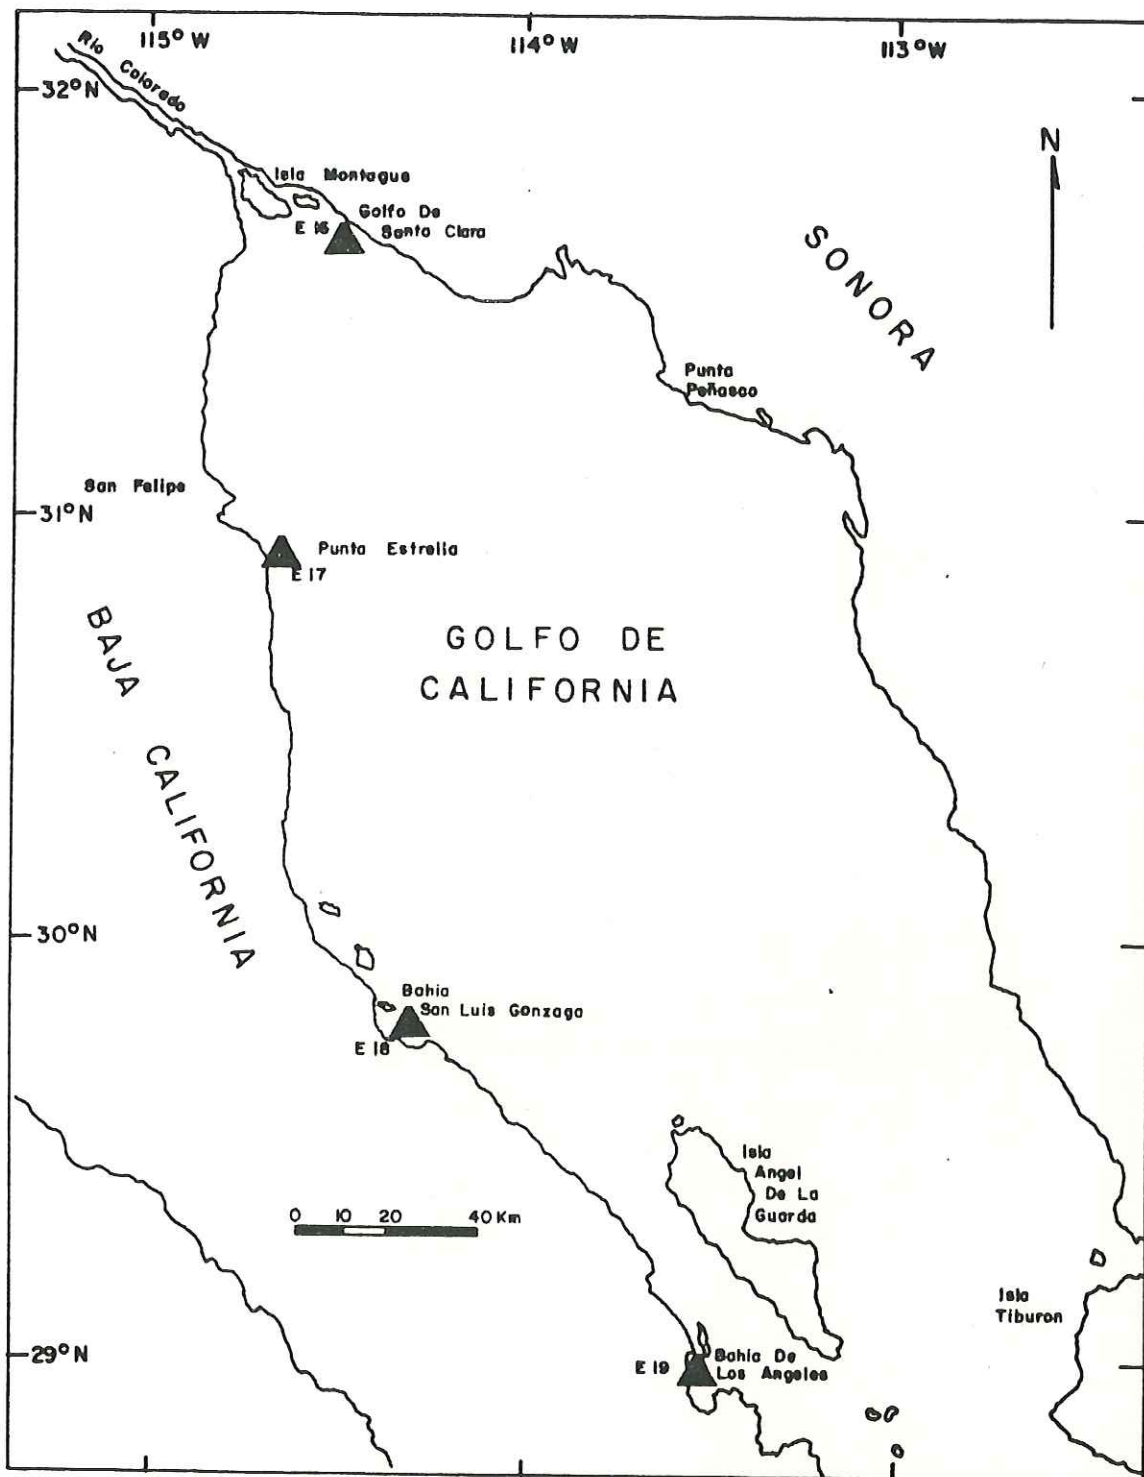 115°W
114°W
113°W
Rio Colorado
32°N
N
Isla Montague
Golfo De
Santa Clara
E 16
SONORA
Punta
Peñasco
San Felipe
31°N
Punta Estrella
E 17
GOLFO DE
CALIFORNIA
BAJA CALIFORNIA
30°N
Bahia
San Luis Gonzaga
E 18
Isla
Angel
De La
Guarda
0 10 20 40 Km
Isla
Tiburon
29°N
E 19
Bahia De
Los Angeles